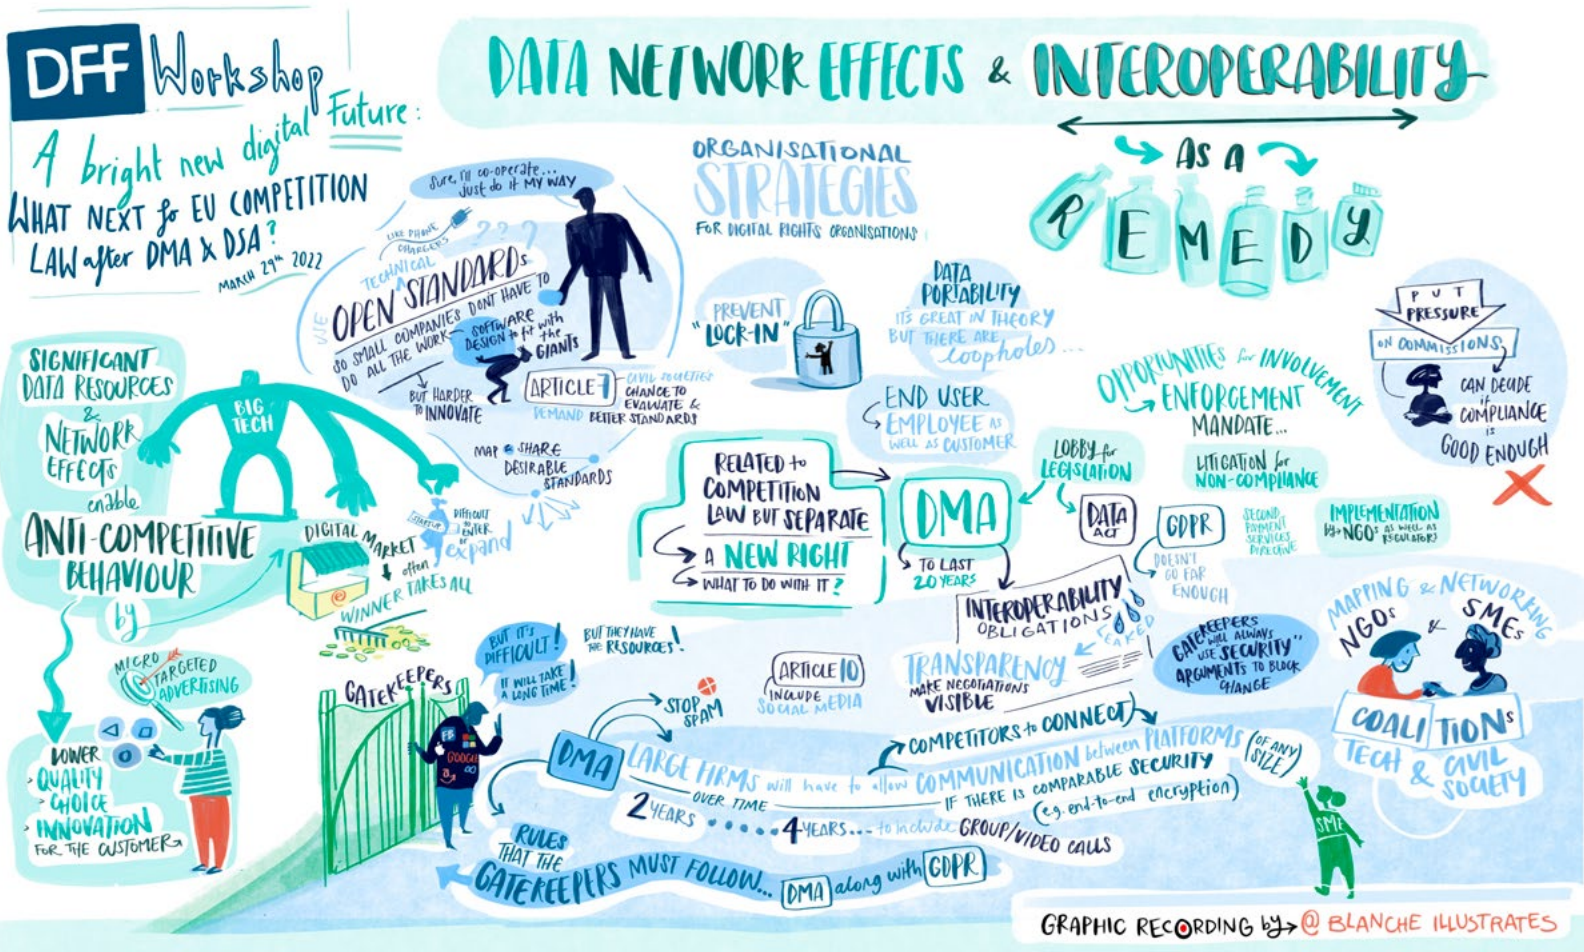 DFF Workshop
A bright new digital Future:
WHAT NEXT fo EU COMPETITION
LAW after DMA & DSA?
MARCH 29th 2022
DATA NETWORK EFFECTS & INTEROPERABILITY
AS A
REMEDY
SIGNIFICANT
DATA RESOURCES
&
NETWORK
EFFECTS
enable
ANTI-COMPETITIVE
BEHAVIOUR
by
MICRO
TARGETED
ADVERTISING
LOWER
> QUALITY
> CHOICE
> INNOVATION
FOR THE CUSTOMER
BIG
TECH
STARTUP
DIFFICULT
to ENTER
or
expand
DIGITAL MARKET
often
WINNER TAKES ALL
Sure, I'll co-operate...
just do it MY WAY
???
LIKE PHONE
CHARGERS
USE
TECHNICAL
OPEN STANDARDs
SO SMALL COMPANIES DON'T HAVE TO
DO ALL THE WORK
SOFTWARE
DESIGN to fit with
the
GIANTS
BUT HARDER
to INNOVATE
ARTICLE 7
CIVIL SOCIETIES
CHANCE TO
EVALUATE &
DEMAND BETTER STANDARDS
MAP & SHARE
DESIRABLE
STANDARDS
ORGANISATIONAL
STRATEGIES
FOR DIGITAL RIGHTS ORGANISATIONS
PREVENT
"LOCK-IN"
DATA
PORTABILITY
ITS GREAT IN THEORY
BUT THERE ARE
loopholes...
END USER
EMPLOYEE AS
WELL AS CUSTOMER
OPPORTUNITIES for INVOLVEMENT
ENFORCEMENT
MANDATE...
PUT
PRESSURE
ON COMMISSIONS
CAN DECIDE
if
COMPLIANCE
is
GOOD ENOUGH
RELATED to
COMPETITION
LAW BUT SEPARATE
A NEW RIGHT
WHAT TO DO WITH IT?
DMA
TO LAST
20 YEARS
LOBBY for
LEGISLATION
DATA
ACT
GDPR
DOESN'T
GO FAR
ENOUGH
LITIGATION for
NON-COMPLIANCE
SECOND
PAYMENT
SERVICES
DIRECTIVE
IMPLEMENTATION
by NGOs AS WELL AS
REGULATORS
INTEROPERABILITY
OBLIGATIONS
LEAKED
TRANSPARENCY
MAKE NEGOTIATIONS
VISIBLE
GATEKEEPERS
WILL ALWAYS
USE "SECURITY"
ARGUMENTS TO BLOCK
CHANGE
MAPPING & NETWORKING
NGOs & SMEs
COALITIONs
TECH & CIVIL
SOCIETY
GATEKEEPERS
FB
GOOGLE
BUT IT'S
DIFFICULT!
IT WILL TAKE
A LONG TIME!
BUT THEY HAVE
THE RESOURCES!
STOP
SPAM
ARTICLE 10
INCLUDE
SOCIAL MEDIA
DMA
COMPETITORS to CONNECT
LARGE FIRMS will have to allow COMMUNICATION between PLATFORMS (OF ANY SIZE)
IF THERE IS COMPARABLE SECURITY
(e.g. end-to-end encryption)
OVER TIME
2 YEARS ..... 4 YEARS... to include GROUP/VIDEO CALLS
RULES
THAT THE
GATEKEEPERS MUST FOLLOW... DMA along with GDPR
SME
GRAPHIC RECORDING by @ BLANCHE ILLUSTRATES